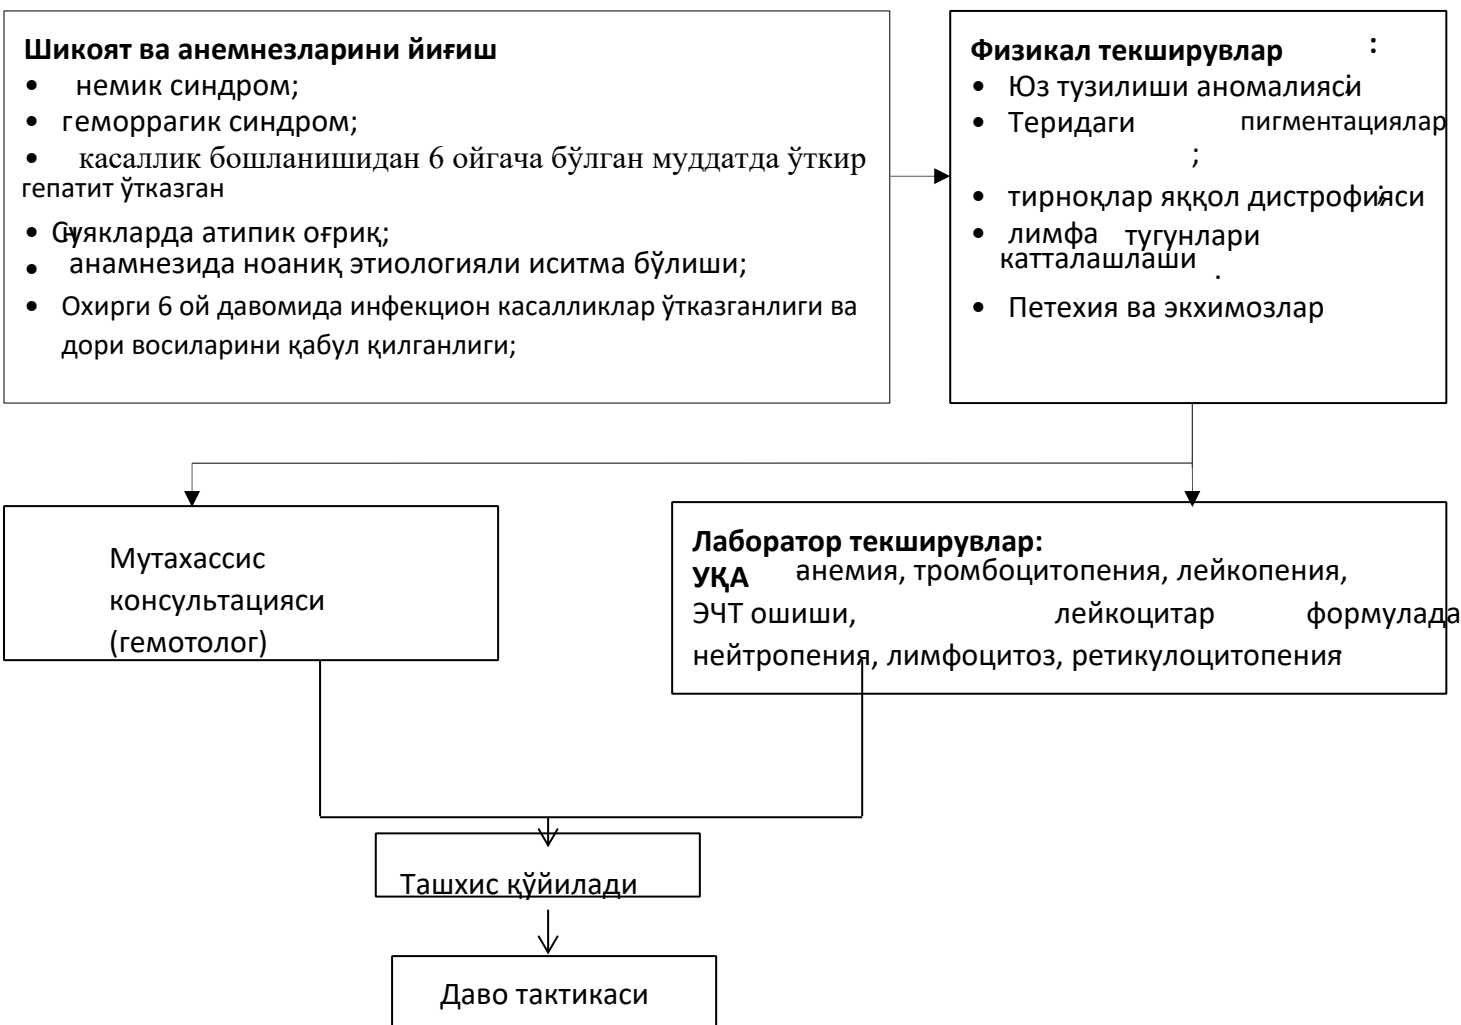 Шикоят ва анемнезларини йиғиш
• немик синдром;
• геморрагик синдром;
• касаллик бошланишидан 6 ойгача бўлган муддатда ўткир
гепатит ўтказган
• Суякларда атипик оғриқ;
• анамнезида ноаниқ этиологияли иситма бўлиши;
• Охирги 6 ой давомида инфекцион касалликлар ўтказганлиги ва
дори восиларини қабул қилганлиги;
Физикал текширувлар :
• Юз тузилиши аномалияси;
• Теридаги пигментациялар
;
• тирноқлар яққол дистрофияси;
• лимфа тугунлари
катталашлаши
.
• Петехия ва экхимозлар
Мутахассис
консультацияси
(гемотолог)
Лаборатор текширувлар:
УҚА анемия, тромбоцитопения, лейкопения,
ЭЧТ ошиши, лейкоцитар формулада
нейтропения, лимфоцитоз, ретикулоцитопения
Ташхис қўйилади
Даво тактикаси